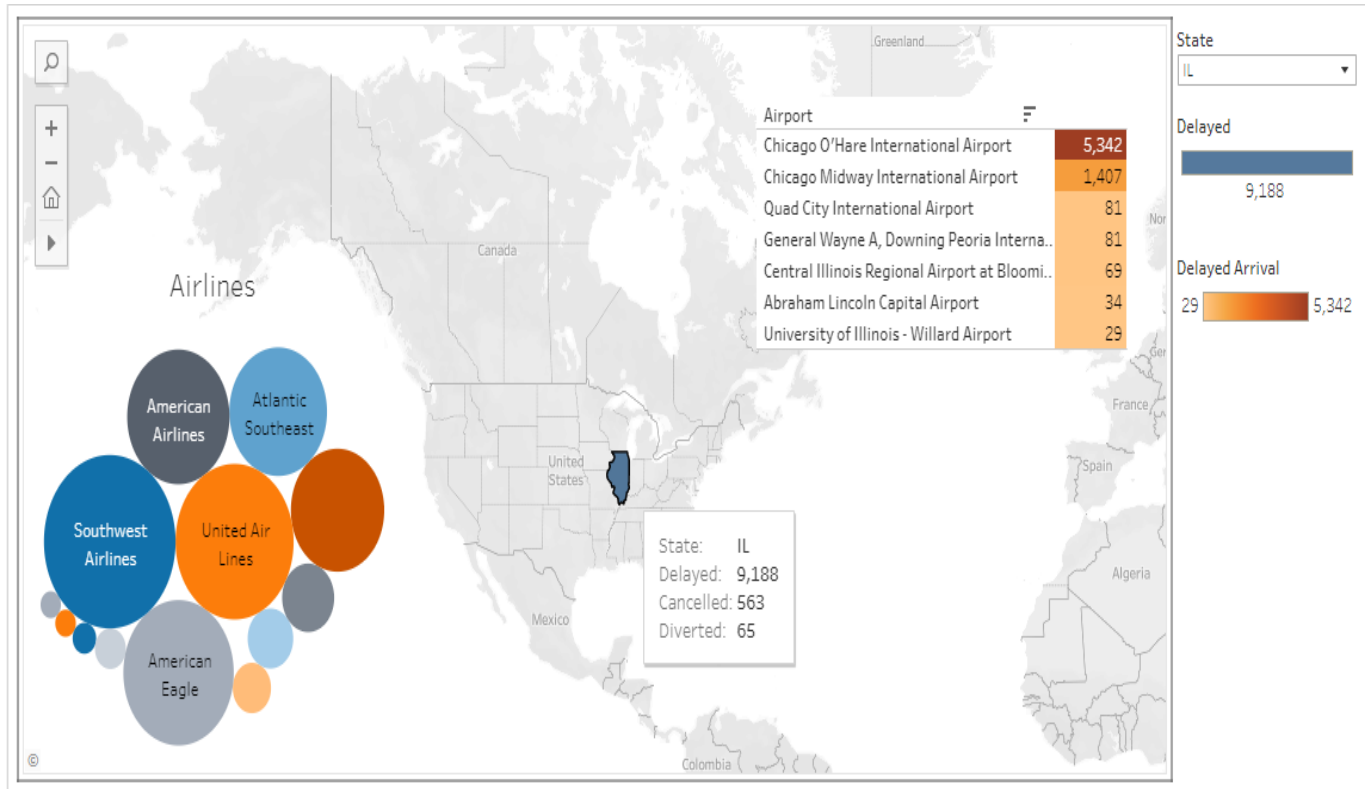 Greenland
State
IL
Delayed
9,188
Delayed Arrival
29
5,342
Airport
Chicago O'Hare International Airport 5,342
Chicago Midway International Airport 1,407
Quad City International Airport 81
General Wayne A, Downing Peoria Interna.. 81
Central Illinois Regional Airport at Bloomi.. 69
Abraham Lincoln Capital Airport 34
University of Illinois - Willard Airport 29
Nor
Canada
Airlines
Ger
American
Airlines
Atlantic
Southeast
France
United
States
Spain
Southwest
Airlines
United Air
Lines
State: IL
Delayed: 9,188
Cancelled: 563
Diverted: 65
Algeria
Mexico
American
Eagle
©
Colombia